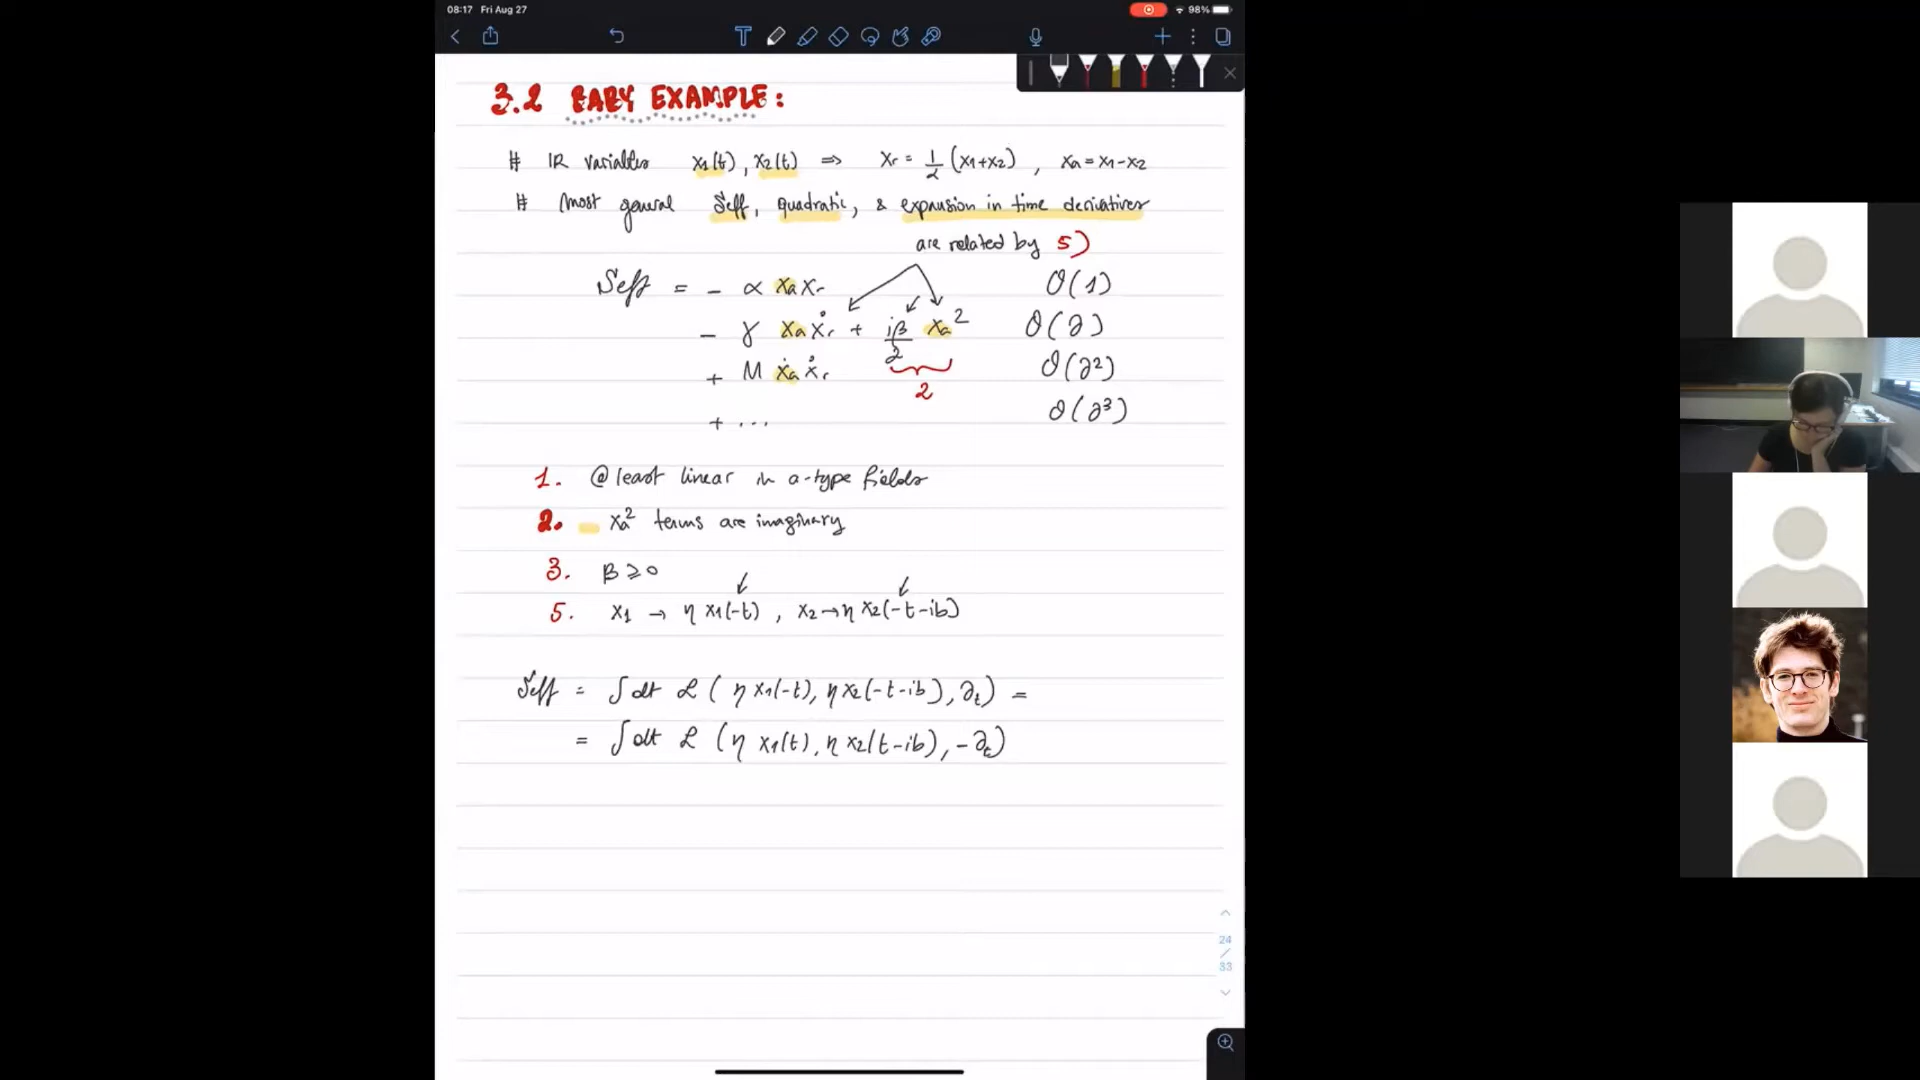 08:17 Fri Aug 27 98%
3.2 BABY EXAMPLE:
# IR variables x1(t), x2(t) ⇒ xr = 1/2 (x1+x2) , xa = x1-x2
# Most general Seff, quadratic, & expansion in time derivatives
are related by 5)
Seff = - α xa xr O(1)
- γ xa ẋr + iβ/2 xa² O(∂)
+ M ẋa ẋr O(∂²)
2
+ ... O(∂³)
1. @ least linear in a-type fields
2. xa² terms are imaginary
3. β ≥ 0
5. x1 → η x1(-t) , x2 → η x2(-t-ib)
Seff = ∫dt L ( η x1(-t), η x2(-t-ib), ∂t) =
= ∫dt L (η x1(t), η x2(t-ib), -∂t)
24
/
33